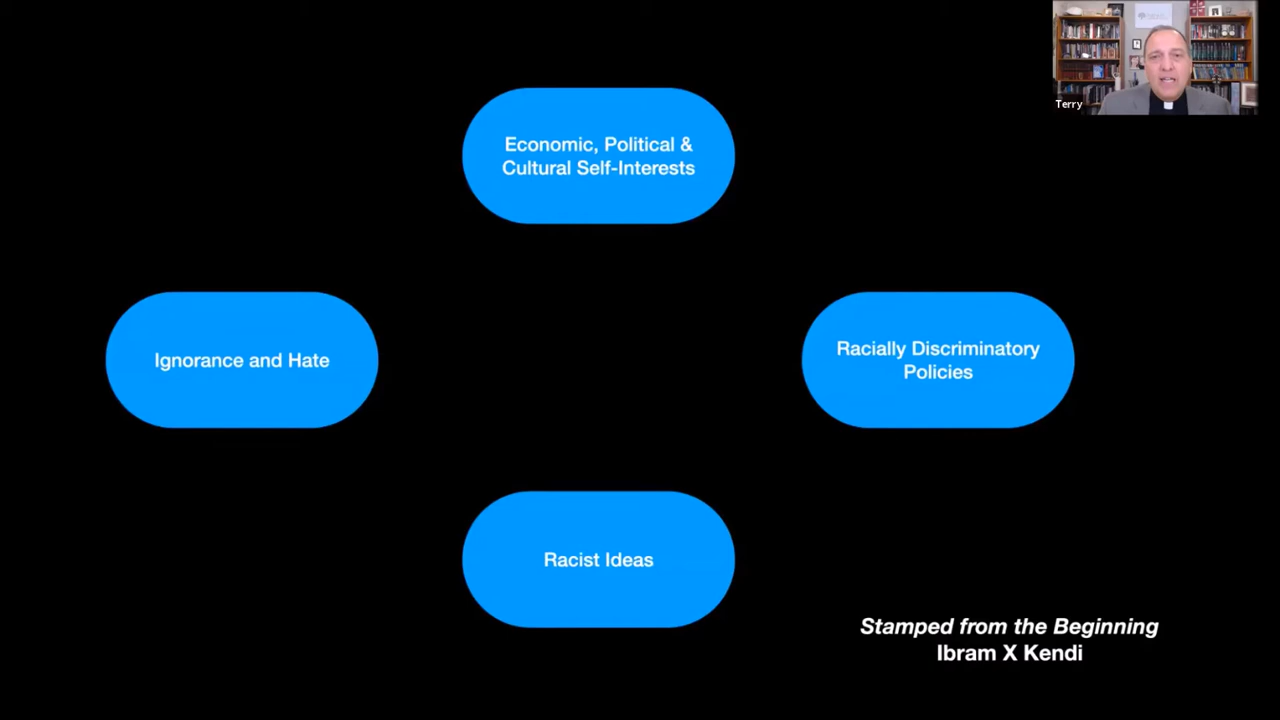 Terry
Economic, Political &
Cultural Self-Interests
Ignorance and Hate
Racially Discriminatory
Policies
Racist Ideas
Stamped from the Beginning
Ibram X Kendi